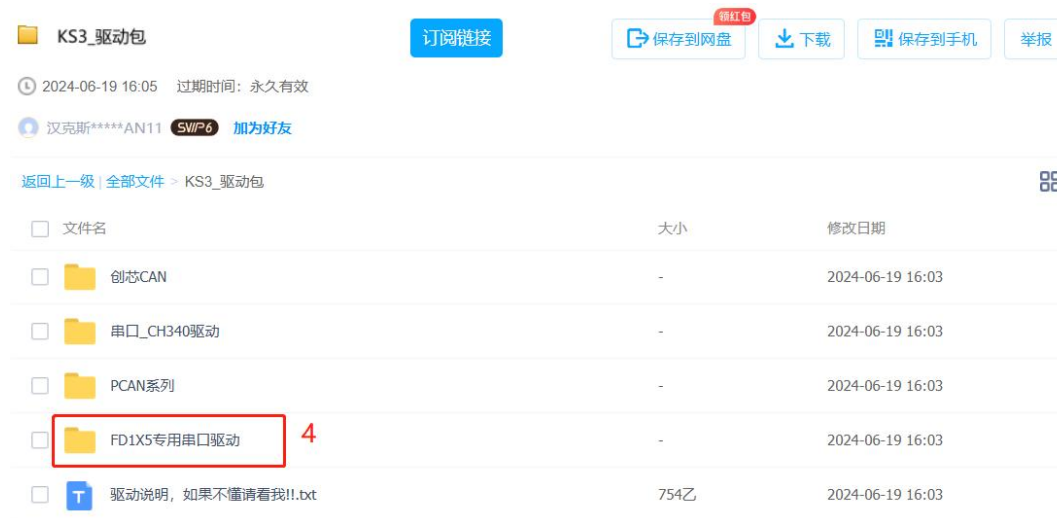 KS3_驱动包
订阅链接
领红包
保存到网盘
下载
保存到手机
举报
2024-06-19 16:05 过期时间：永久有效
汉克斯*****AN11 SVIP6 加为好友
返回上一级 | 全部文件 > KS3_驱动包
文件名 大小 修改日期
创芯CAN - 2024-06-19 16:03
串口_CH340驱动 - 2024-06-19 16:03
PCAN系列 - 2024-06-19 16:03
FD1X5专用串口驱动 4 - 2024-06-19 16:03
T 驱动说明，如果不懂请看我!!.txt 754乙 2024-06-19 16:03